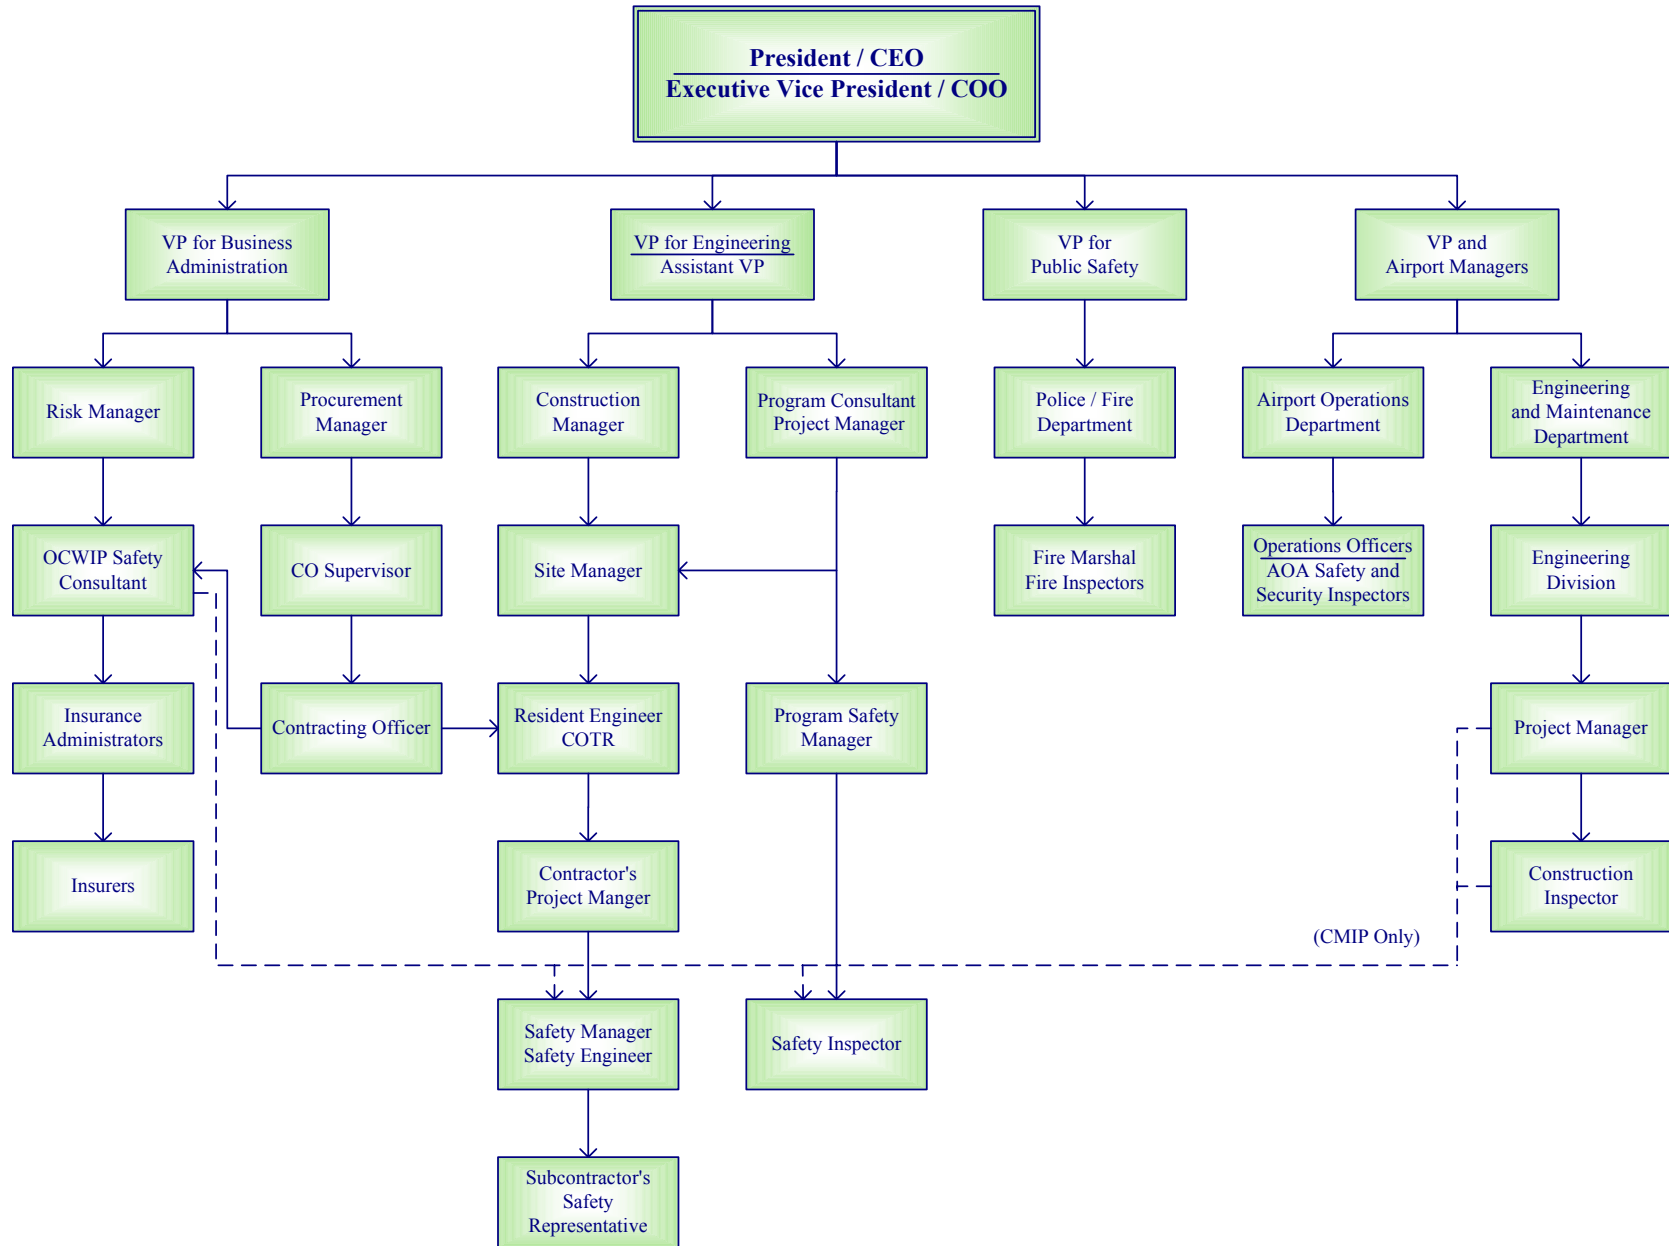 President / CEO
Executive Vice President / COO
VP for Business
Administration
VP for Engineering
Assistant VP
VP for
Public Safety
VP and
Airport Managers
Risk Manager
Procurement
Manager
Construction
Manager
Program Consultant
Project Manager
Police / Fire
Department
Airport Operations
Department
Engineering
and Maintenance
Department
OCWIP Safety
Consultant
CO Supervisor
Site Manager
Fire Marshal
Fire Inspectors
Operations Officers
AOA Safety and
Security Inspectors
Engineering
Division
Insurance
Administrators
Contracting Officer
Resident Engineer
COTR
Program Safety
Manager
Project Manager
Insurers
Contractor's
Project Manger
Construction
Inspector
(CMIP Only)
Safety Manager
Safety Engineer
Safety Inspector
Subcontractor's
Safety
Representative